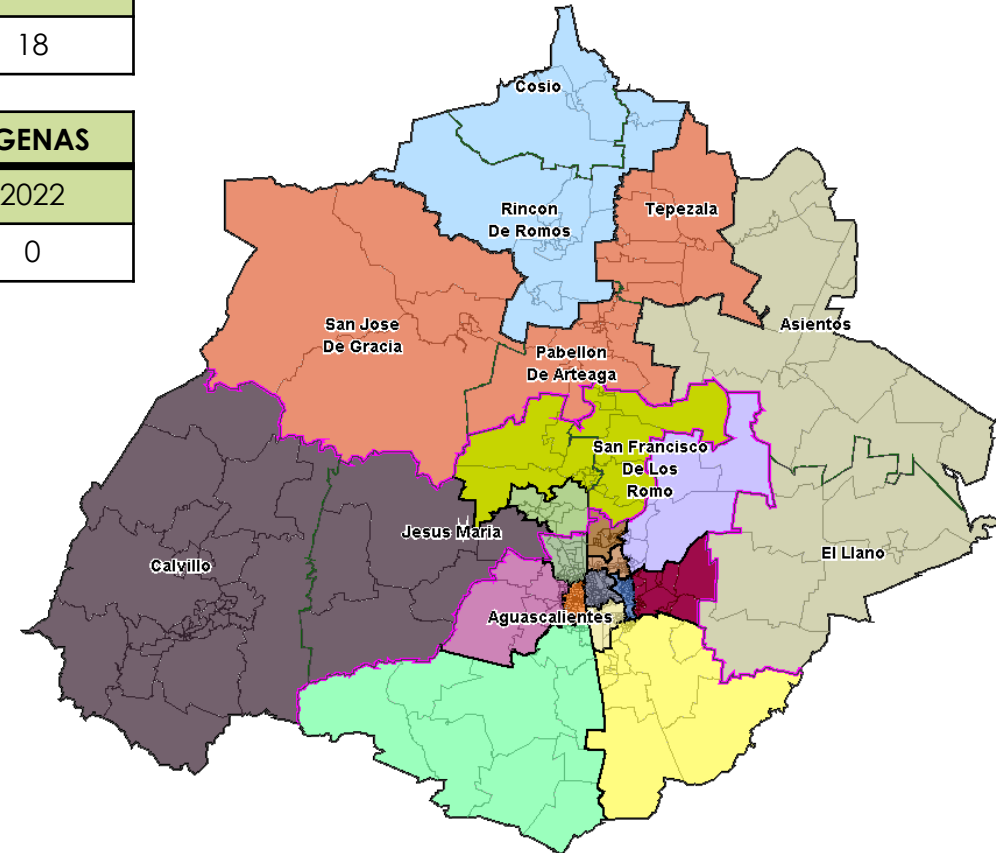 18
GENAS
2022
0
Cosio
Rincon
De Romos
Tepezala
San Jose
De Gracia
Asientos
Pabellon
De Arteaga
San Francisco
De Los
Romo
Jesus Maria
Calvillo
El Llano
Aguascalientes